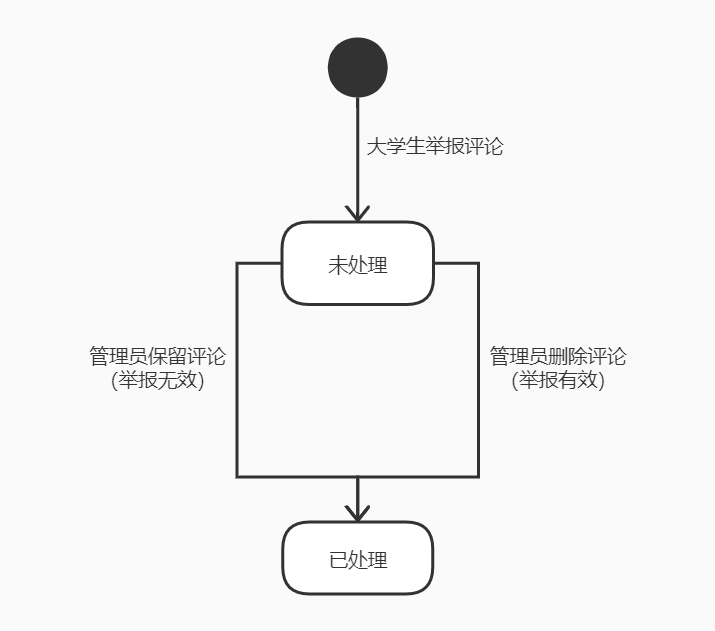 大学生举报评论
未处理
管理员保留评论
（举报无效）
管理员删除评论
（举报有效）
已处理